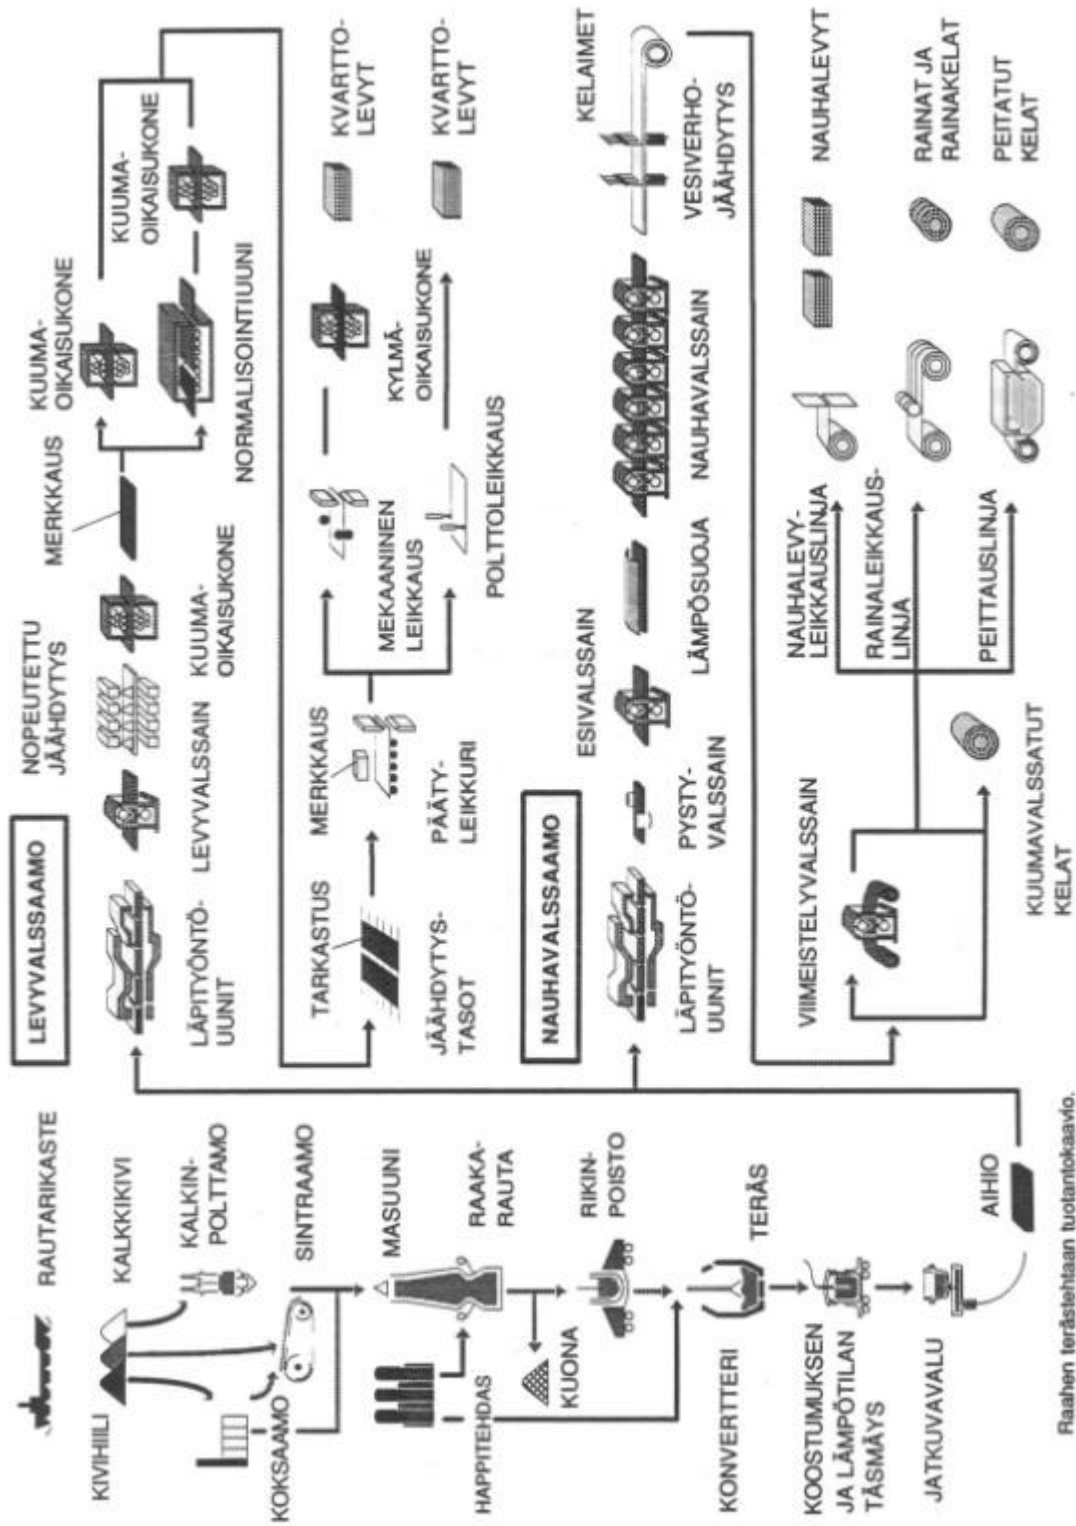 RAUTARIKASTE
KIVIHIILI
KALKKIKIVI
KALKIN-
POLTTAMO
KOKSAAMO
SINTRAAMO
MASUUNI
HAPPITEHDAS
RAAKA-
RAUTA
KUONA
RIKIN-
POISTO
KONVERTTERI
TERÄS
KOOSTUMUKSEN
JA LÄMPÖTILAN
TÄSMÄYS
JATKUVAVALU
AIHIO
LEVYVALSSAAMO
LÄPITYÖNTÖ-
UUNIT
LEVYVALSSAIN
NOPEUTETTU
JÄÄHDYTYS
KUUMA-
OIKAISUKONE
MERKKAUS
KUUMA-
OIKAISUKONE
NORMALISOINTIUUNI
KUUMA-
OIKAISUKONE
TARKASTUS
JÄÄHDYTYS-
TASOT
MERKKAUS
PÄÄTY-
LEIKKURI
MEKAANINEN
LEIKKAUS
POLTTOLEIKKAUS
KYLMÄ-
OIKAISUKONE
KVARTTO-
LEVYT
KVARTTO-
LEVYT
NAUHAVALSSAAMO
LÄPITYÖNTÖ-
UUNIT
PYSTY-
VALSSAIN
ESIVALSSAIN
LÄMPÖSUOJA
NAUHAVALSSAIN
VESIVERHO-
JÄÄHDYTYS
KELAIMET
VIIMEISTELYVALSSAIN
KUUMAVALSSATUT
KELAT
NAUHALEVY-
LEIKKAUSLINJA
RAINALEIKKAUS-
LINJA
PEITTAUSLINJA
NAUHALEVYT
RAINAT JA
RAINAKELAT
PEITATUT
KELAT
Raahen terästehtaan tuotantokaavio.